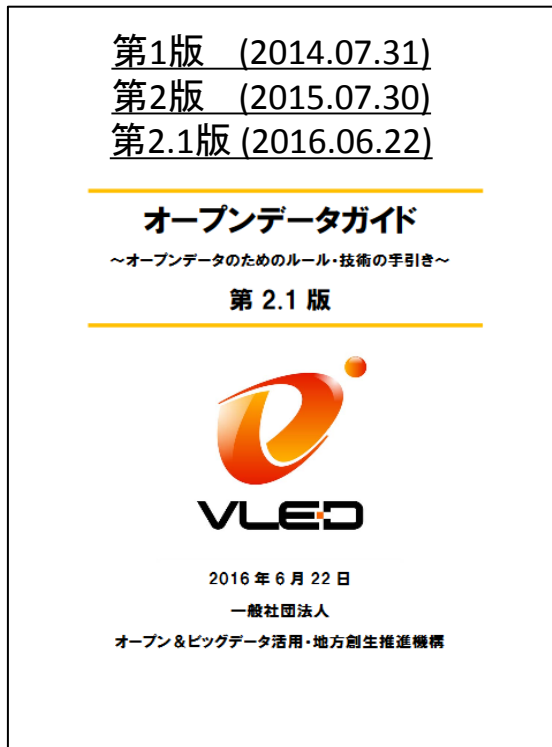 第1版 (2014.07.31)
第2版 (2015.07.30)
第2.1版 (2016.06.22)
オープンデータガイド
～オープンデータのためのルール・技術の手引き～
第 2.1 版
VLED
2016 年 6 月 22 日
一般社団法人
オープン＆ビッグデータ活用・地方創生推進機構